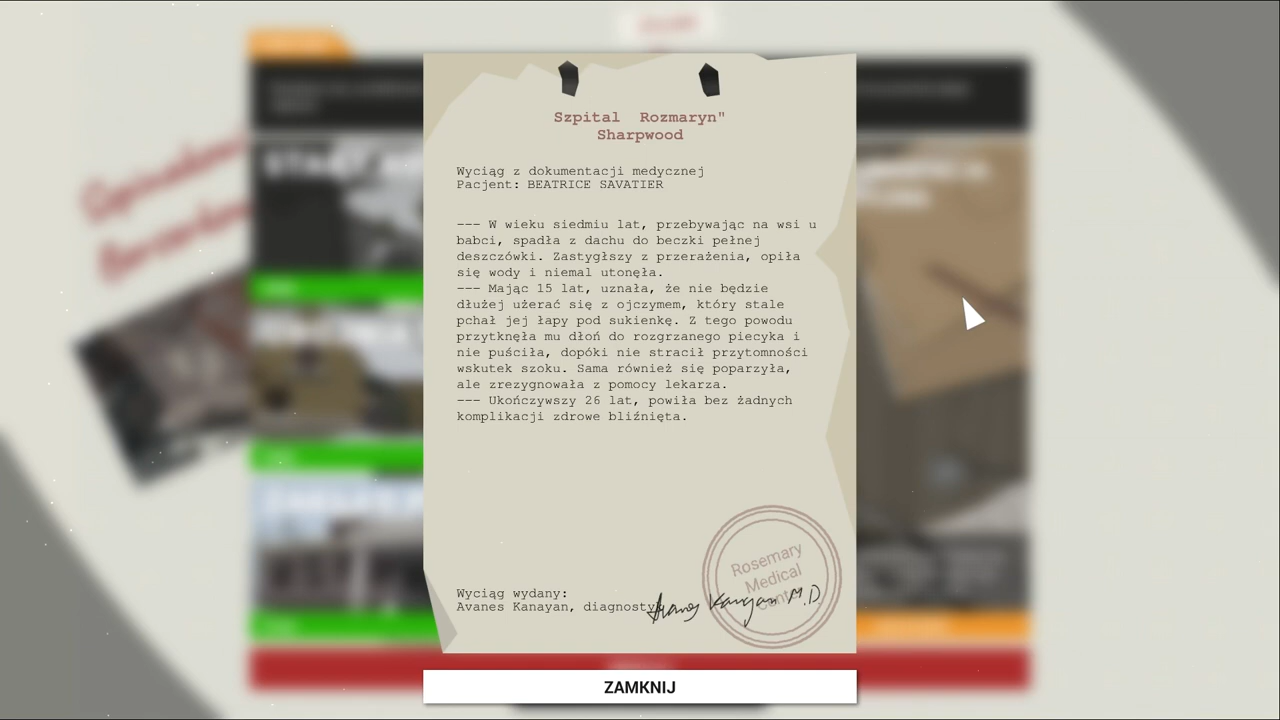 Szpital Rozmaryn"
Sharpwood
Wyciąg z dokumentacji medycznej
Pacjent: BEATRICE SAVATIER
--- W wieku siedmiu lat, przebywając na wsi u
babci, spadła z dachu do beczki pełnej
deszczówki. Zastygłszy z przerażenia, opiła
się wody i niemal utonęła.
--- Mając 15 lat, uznała, że nie będzie
dłużej użerać się z ojczymem, który stale
pchał jej łapy pod sukienkę. Z tego powodu
przytknęła mu dłoń do rozgrzanego piecyka i
nie puściła, dopóki nie stracił przytomności
wskutek szoku. Sama również się poparzyła,
ale zrezygnowała z pomocy lekarza.
--- Ukończywszy 26 lat, powiła bez żadnych
komplikacji zdrowe bliźnięta.
Wyciąg wydany:
Avanes Kanayan, diagnostyk
Rosemary
Medical
M.D.
ZAMKNIJ